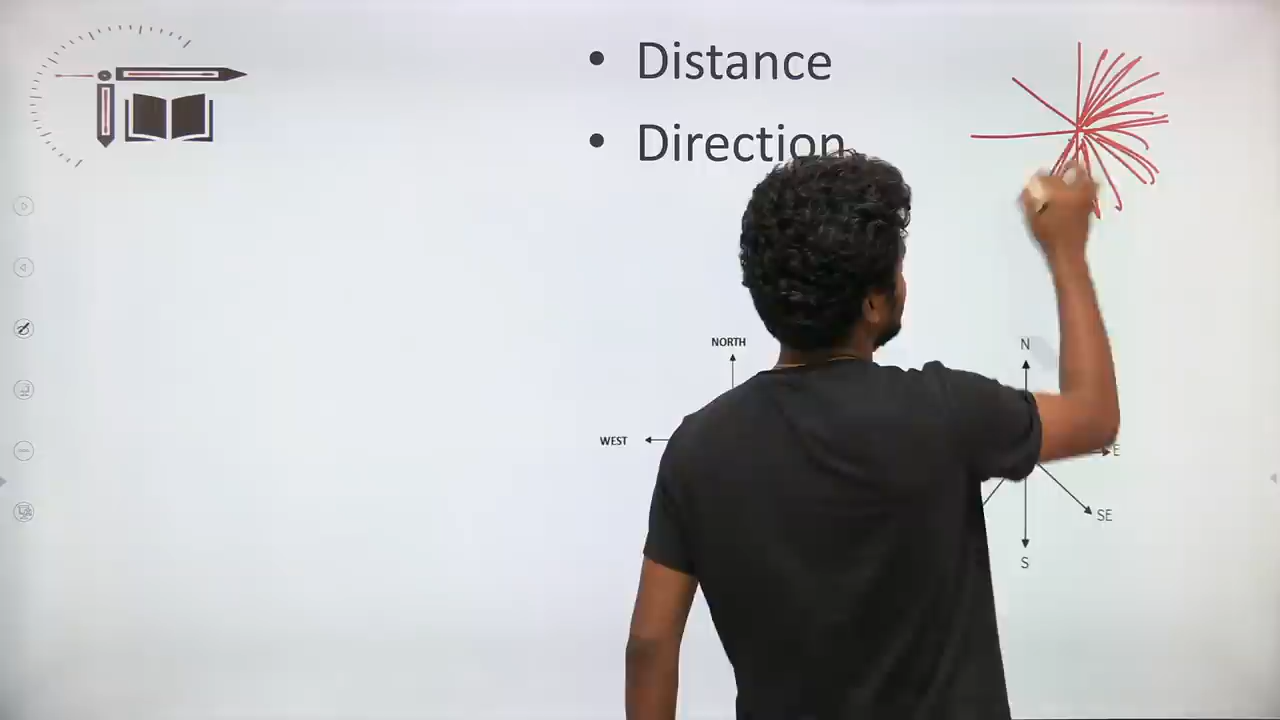 • Distance
• Direction
NORTH
N
WEST
E
SE
S